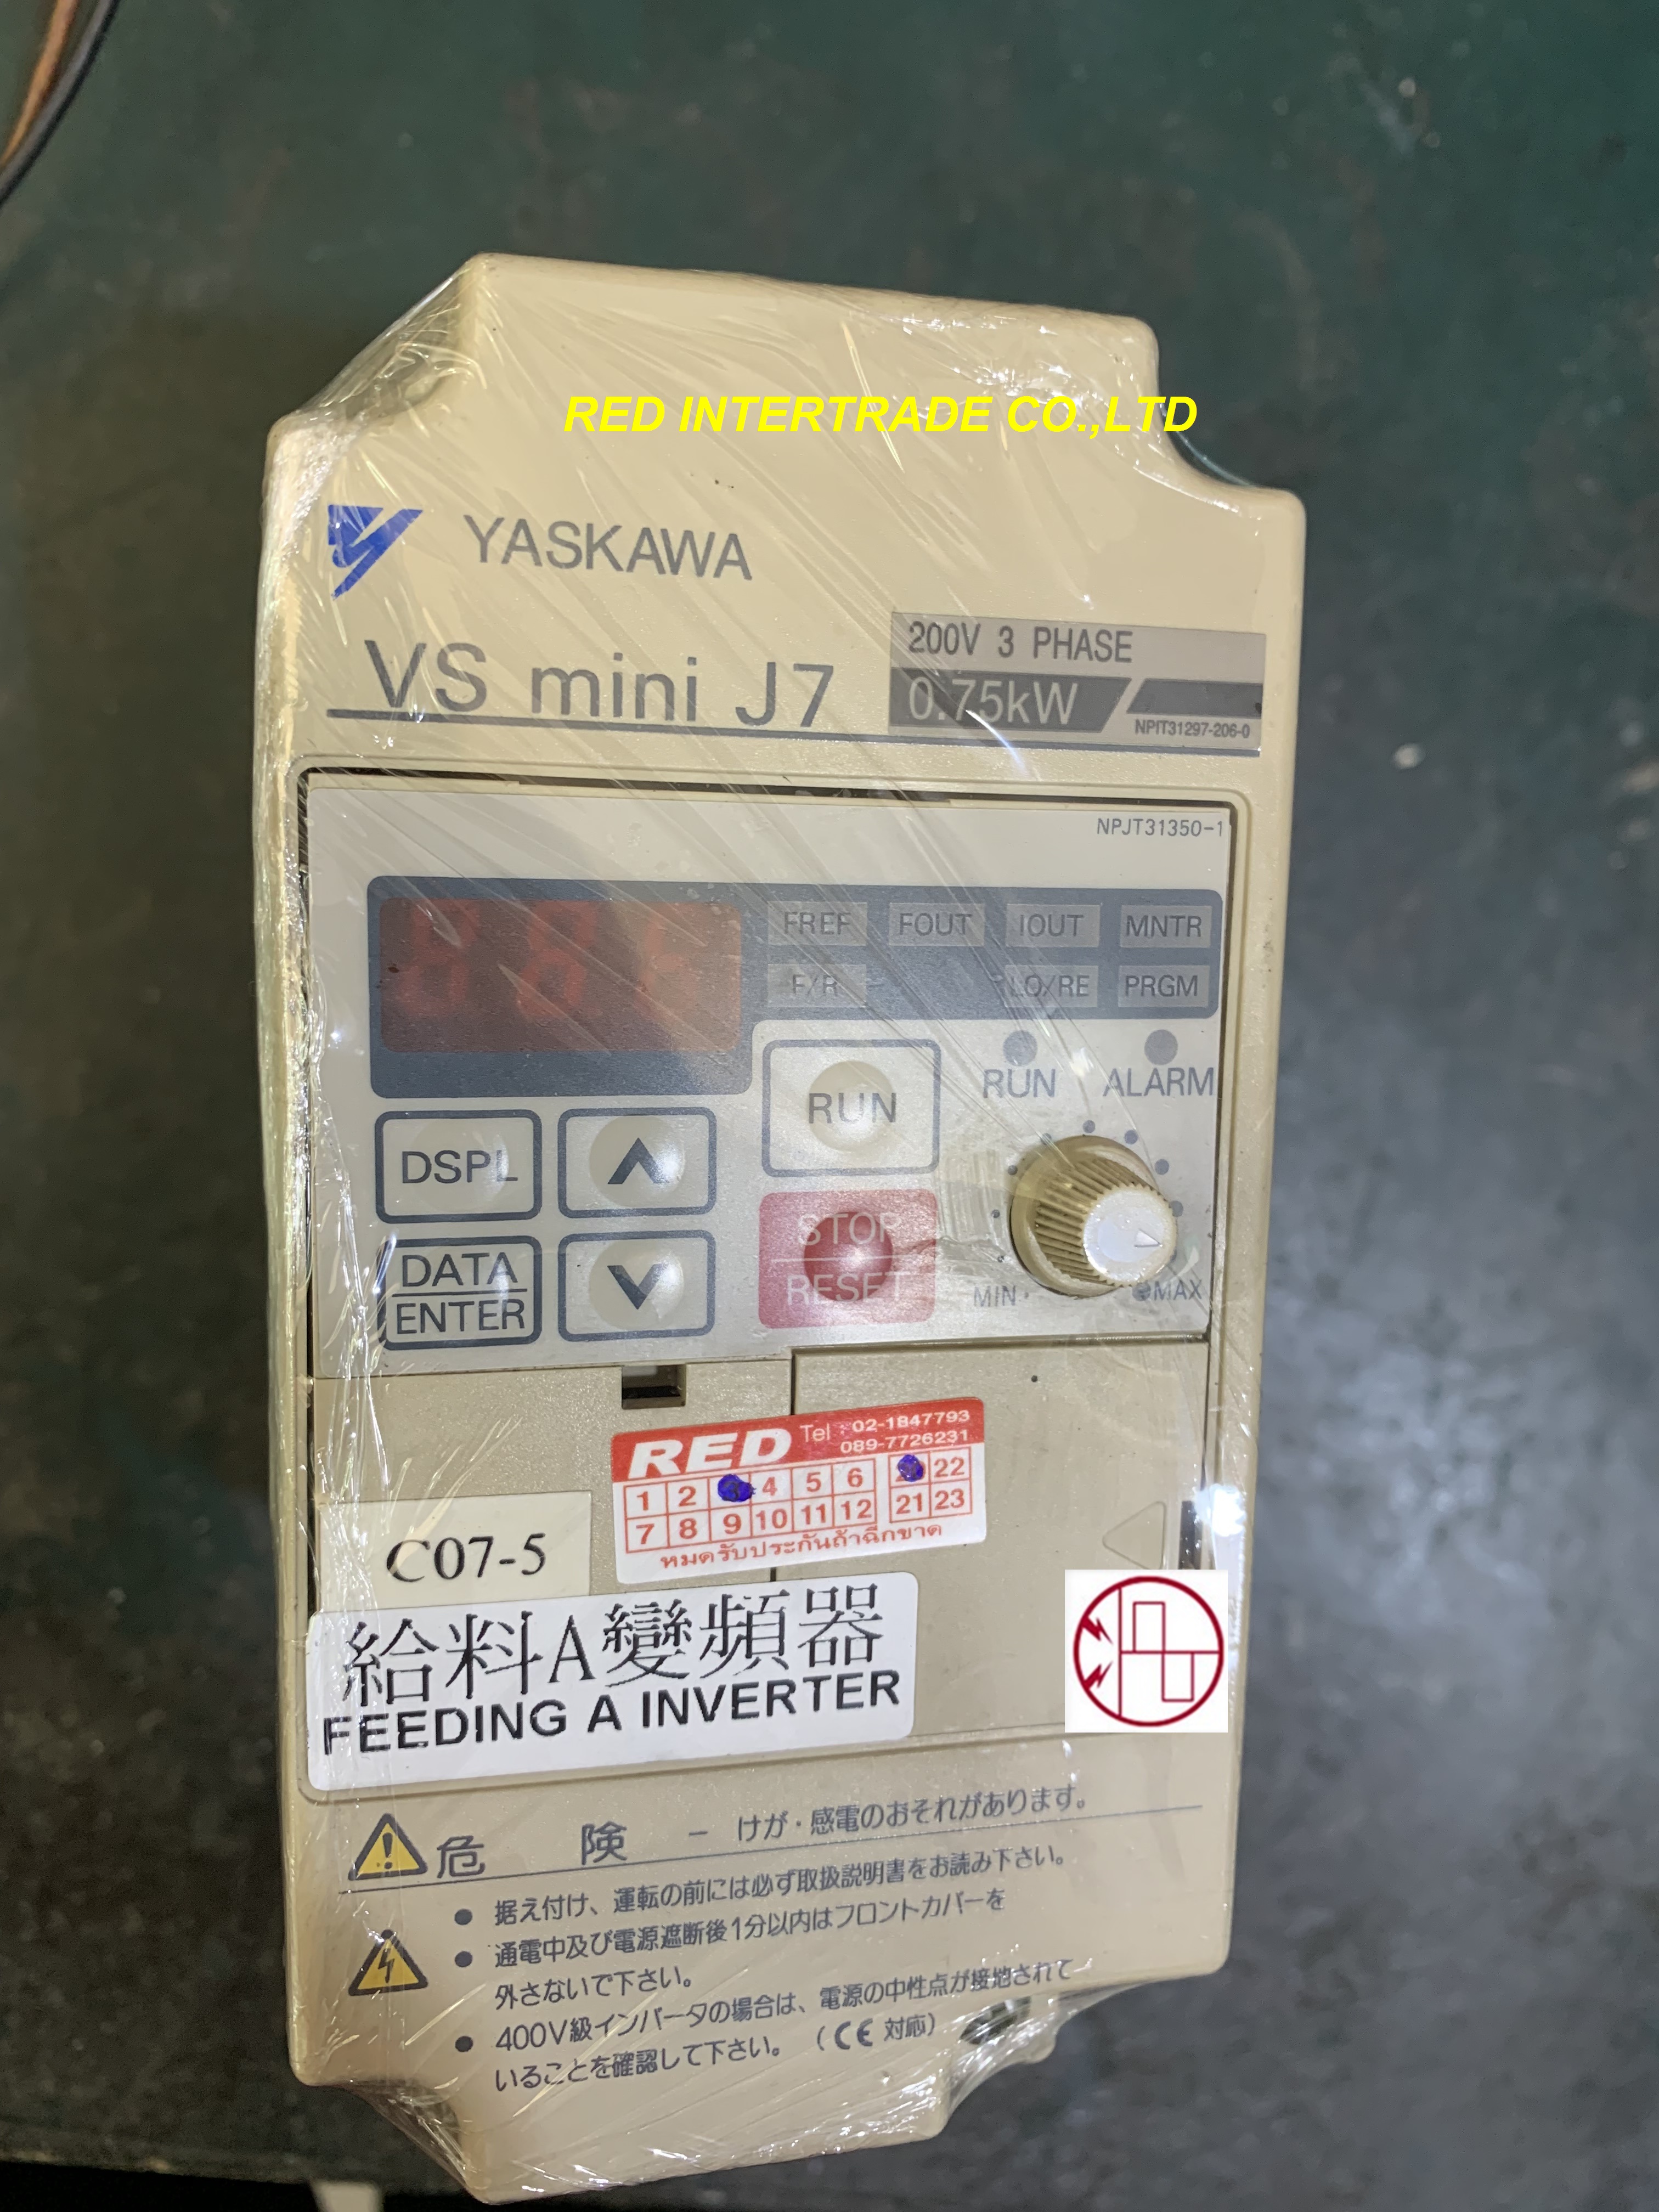 RED INTERTRADE CO.,LTD
YASKAWA
VS mini J7
200V 3 PHASE
0.75kW
NPIT31297-206-0
NPJT31350-1
FREF FOUT IOUT MNTR
F/R LO/RE PRGM
RUN ALARM
RUN
DSPL
STOP
RESET
DATA
ENTER
MIN MAX
RED Tel : 02-1847793
089-7726231
1 2 4 5 6 22
7 8 9 10 11 12 21 23
หมดรับประกันถ้าฉีกขาด
C07-5
給料A變頻器
FEEDING A INVERTER
危 険 - けが・感電のおそれがあります。
● 据え付け、運転の前には必ず取扱説明書をお読み下さい。
● 通電中及び電源遮断後1分以内はフロントカバーを
外さないで下さい。
● 400V級インバータの場合は、電源の中性点が接地されて
いることを確認して下さい。 (CE 対応)